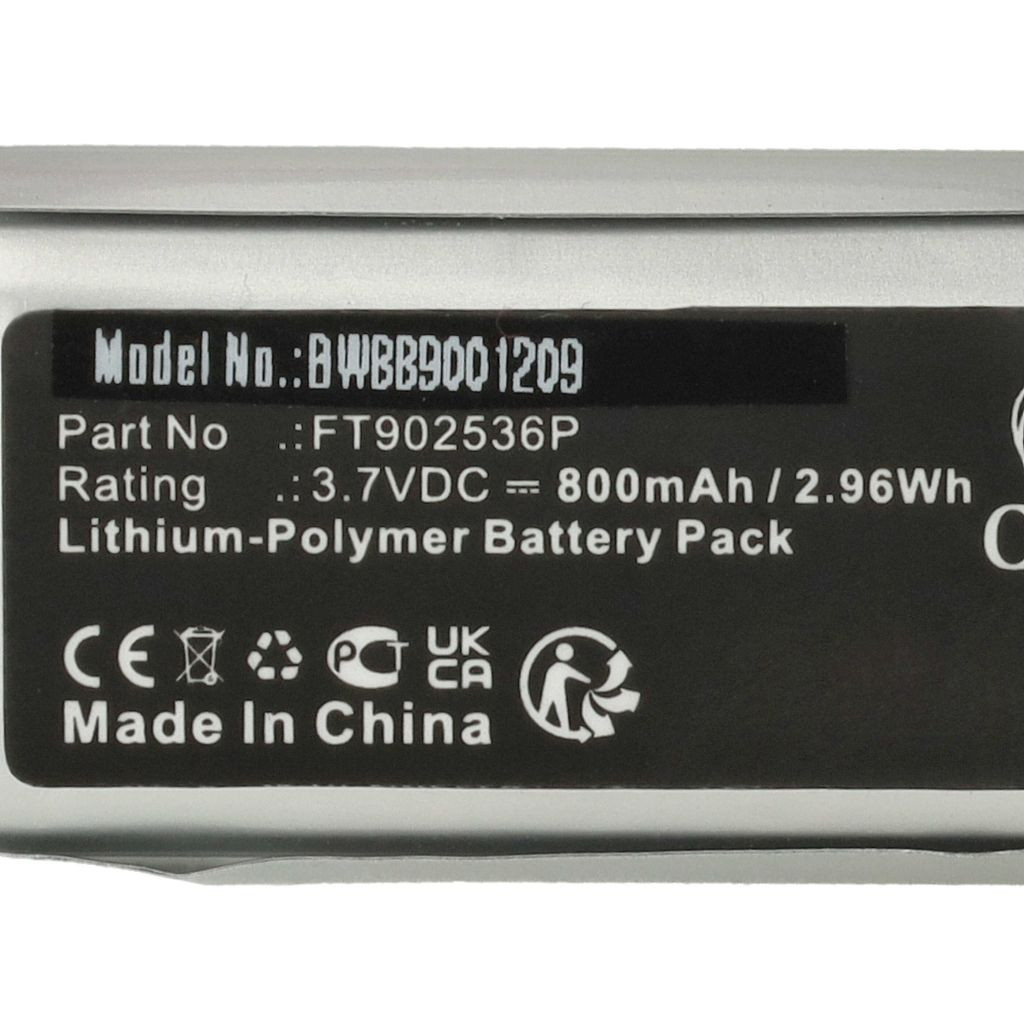 Model No.:BWBB9001209
Part No .:FT902536P
Rating .:3.7VDC ⎓ 800mAh / 2.96Wh
Lithium-Polymer Battery Pack
CE PCT UK
CA
Made In China